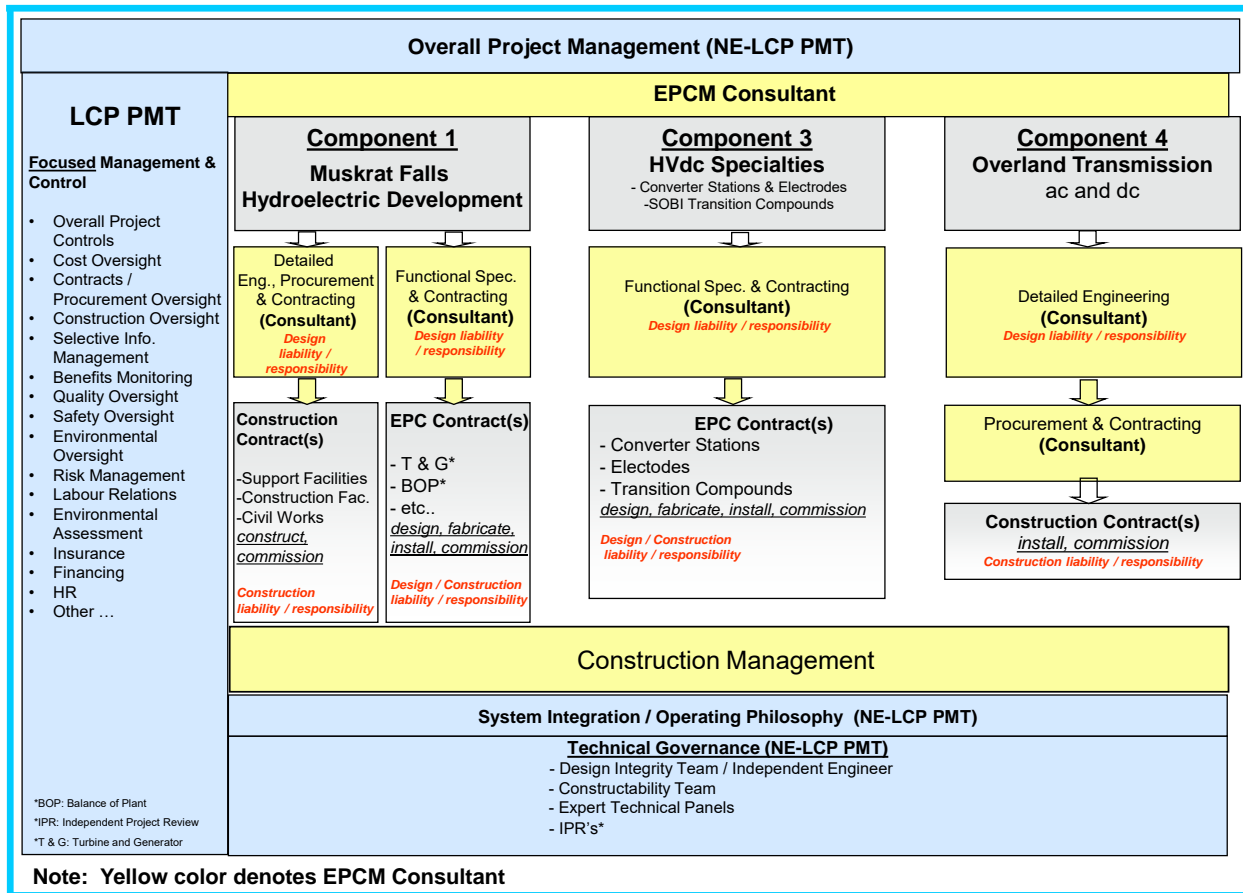 Overall Project Management (NE-LCP PMT)
LCP PMT
Focused Management &
Control
• Overall Project
Controls
• Cost Oversight
• Contracts /
Procurement Oversight
• Construction Oversight
• Selective Info.
Management
• Benefits Monitoring
• Quality Oversight
• Safety Oversight
• Environmental
Oversight
• Risk Management
• Labour Relations
• Environmental
Assessment
• Insurance
• Financing
• HR
• Other …
*BOP: Balance of Plant
*IPR: Independent Project Review
*T & G: Turbine and Generator
EPCM Consultant
Component 1
Muskrat Falls
Hydroelectric Development
Detailed
Eng., Procurement
& Contracting
(Consultant)
Design
liability /
responsibility
Construction
Contract(s)
-Support Facilities
-Construction Fac.
-Civil Works
construct,
commission
Construction
liability / responsibility
Functional Spec.
& Contracting
(Consultant)
Design liability
/ responsibility
EPC Contract(s)
- T & G*
- BOP*
- etc..
design, fabricate,
install, commission
Design / Construction
liability / responsibility
Component 3
HVdc Specialties
- Converter Stations & Electrodes
-SOBI Transition Compounds
Functional Spec. & Contracting
(Consultant)
Design liability / responsibility
EPC Contract(s)
- Converter Stations
- Electodes
- Transition Compounds
design, fabricate, install, commission
Design / Construction
liability / responsibility
Component 4
Overland Transmission
ac and dc
Detailed Engineering
(Consultant)
Design liability / responsibility
Procurement & Contracting
(Consultant)
Construction Contract(s)
install, commission
Construction liability / responsibility
Construction Management
System Integration / Operating Philosophy (NE-LCP PMT)
Technical Governance (NE-LCP PMT)
- Design Integrity Team / Independent Engineer
- Constructability Team
- Expert Technical Panels
- IPR's*
Note: Yellow color denotes EPCM Consultant